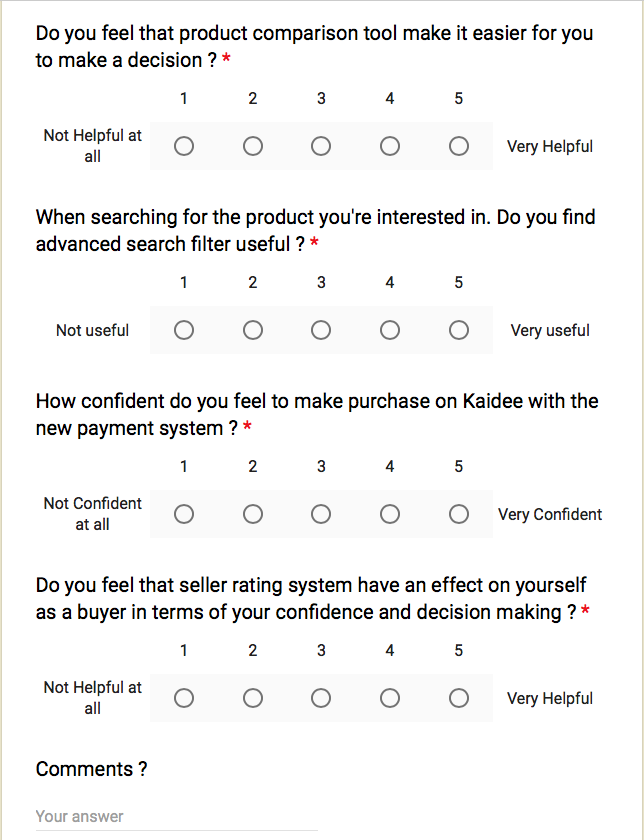 Do you feel that product comparison tool make it easier for you
to make a decision ? *
1 2 3 4 5
Not Helpful at
all
Very Helpful
When searching for the product you're interested in. Do you find
advanced search filter useful ? *
1 2 3 4 5
Not useful
Very useful
How confident do you feel to make purchase on Kaidee with the
new payment system ? *
1 2 3 4 5
Not Confident
at all
Very Confident
Do you feel that seller rating system have an effect on yourself
as a buyer in terms of your confidence and decision making ? *
1 2 3 4 5
Not Helpful at
all
Very Helpful
Comments ?
Your answer